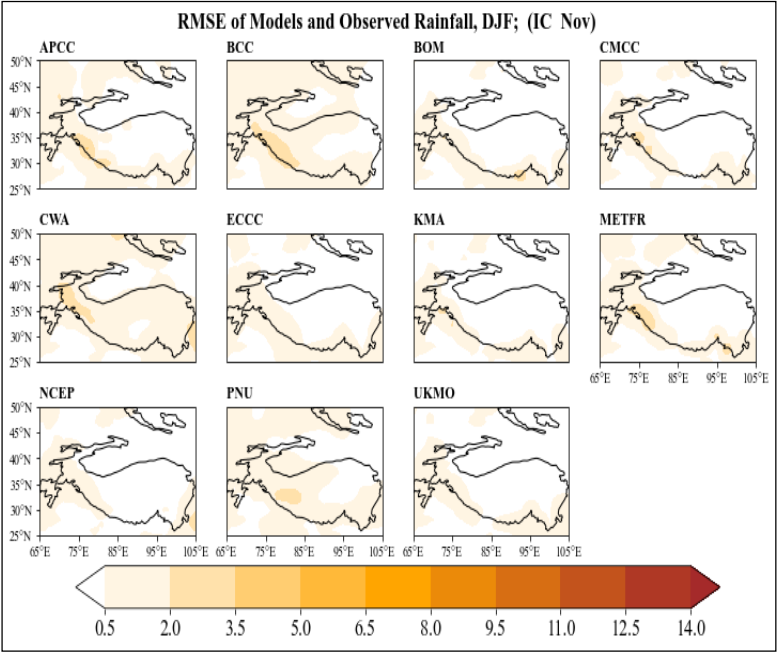 RMSE of Models and Observed Rainfall, DJF;  (IC  Nov)
APCC BCC BOM CMCC
50°N
45°N
40°N
35°N
30°N
25°N
CWA ECCC KMA METFR
50°N
45°N
40°N
35°N
30°N
25°N
65°E 75°E 85°E 95°E 105°E
NCEP PNU UKMO
50°N
45°N
40°N
35°N
30°N
25°N
65°E 75°E 85°E 95°E 105°E 65°E 75°E 85°E 95°E 105°E 65°E 75°E 85°E 95°E 105°E
0.5 2.0 3.5 5.0 6.5 8.0 9.5 11.0 12.5 14.0